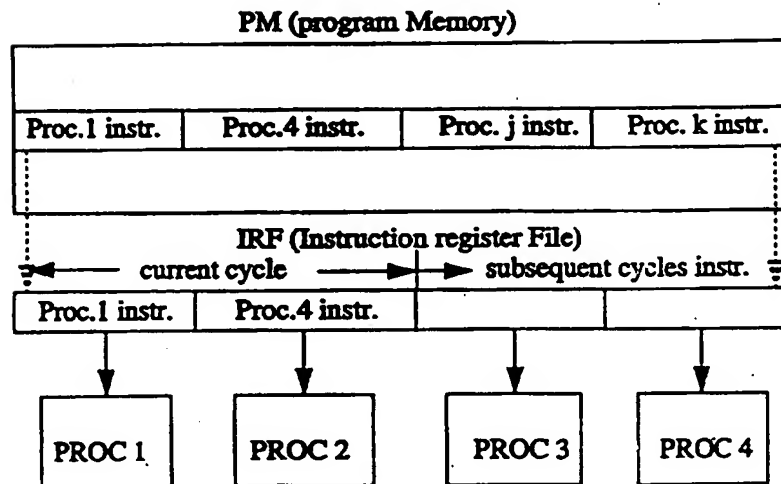 PM (program Memory)
Proc.1 instr. Proc.4 instr. Proc. j instr. Proc. k instr.
IRF (Instruction register File)
current cycle subsequent cycles instr.
Proc.1 instr. Proc.4 instr.
PROC 1 PROC 2 PROC 3 PROC 4